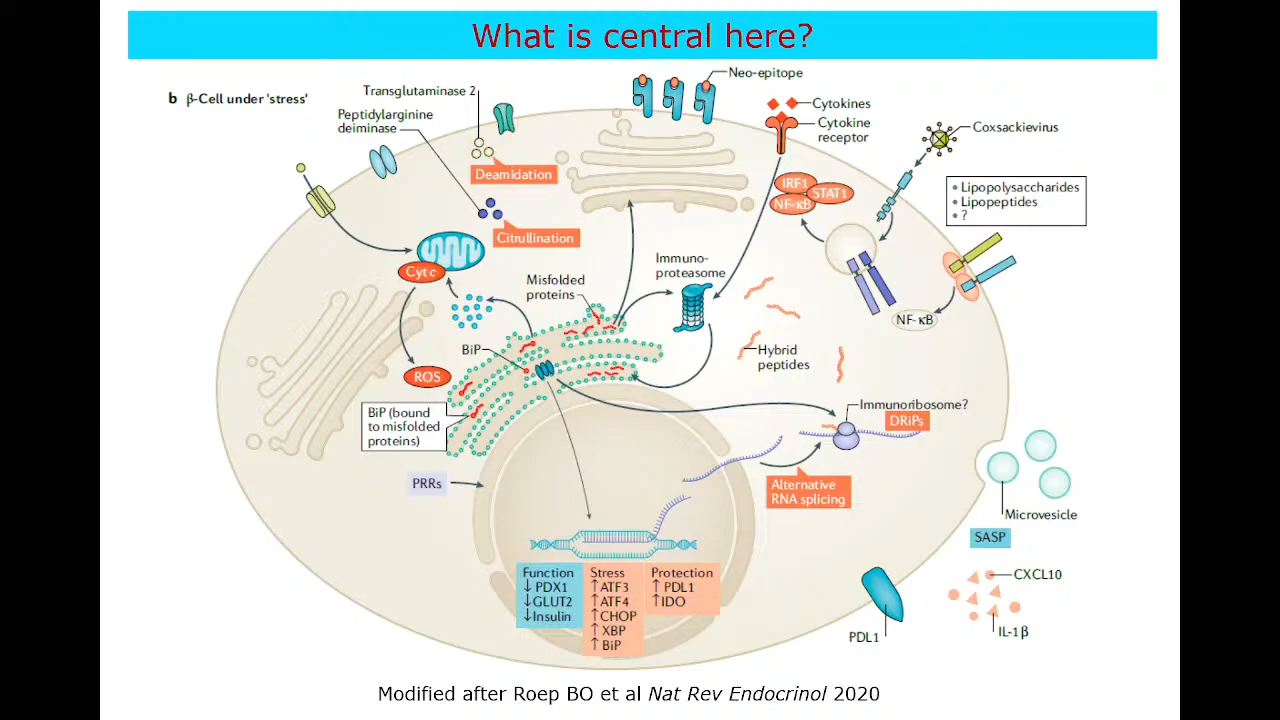 What is central here?
b β-Cell under 'stress'
Transglutaminase 2
Peptidylarginine
deiminase
Deamidation
Citrullination
Neo-epitope
Cytokines
Cytokine
receptor
Coxsackievirus
IRF1
STAT1
NF-κB
• Lipopolysaccharides
• Lipopeptides
• ?
NF-κB
Cyt c
ROS
Misfolded
proteins
Immuno-
proteasome
BiP
BiP (bound
to misfolded
proteins)
Hybrid
peptides
Immunoribosome?
DRiPs
PRRs
Alternative
RNA splicing
Microvesicle
SASP
CXCL10
IL-1β
PDL1
Function
↓ PDX1
↓ GLUT2
↓ Insulin
Stress
↑ ATF3
↑ ATF4
↑ CHOP
↑ XBP
↑ BiP
Protection
↑ PDL1
↑ IDO
Modified after Roep BO et al Nat Rev Endocrinol 2020